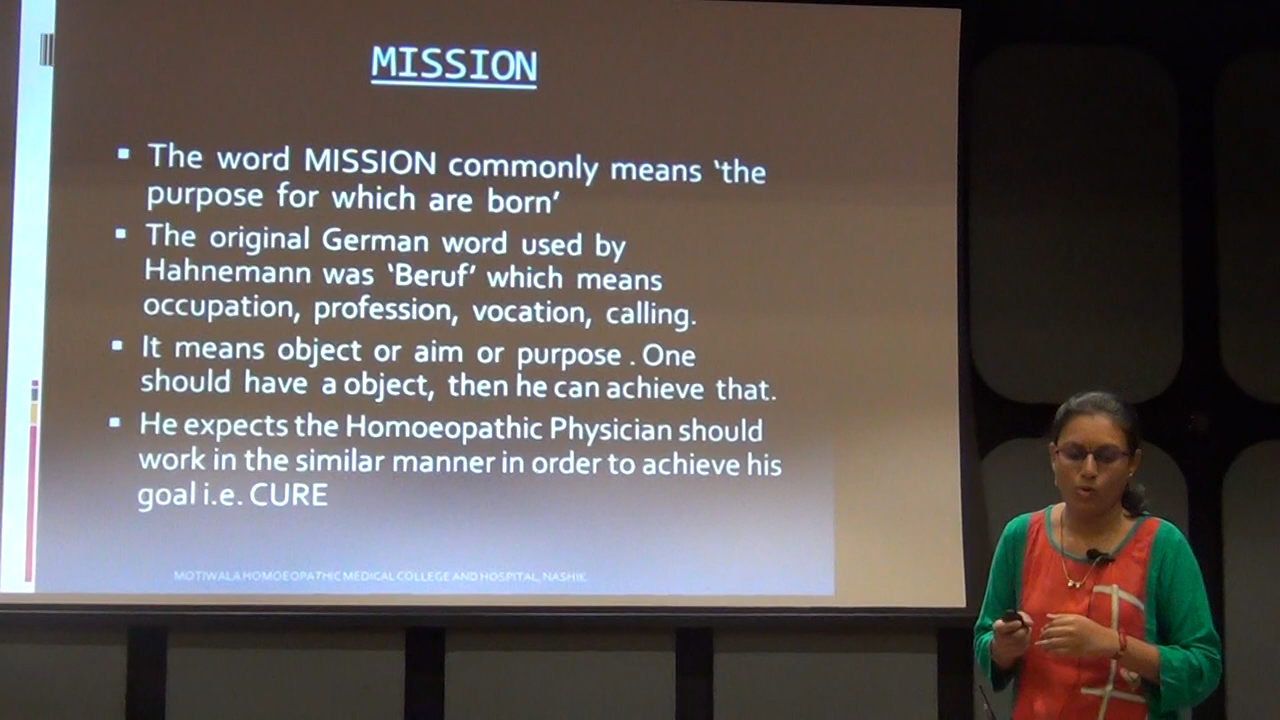 MISSION
▪ The word MISSION commonly means ‘the
purpose for which are born’
▪ The original German word used by
Hahnemann was ‘Beruf’ which means
occupation, profession, vocation, calling.
▪ It means object or aim or purpose . One
should have a object, then he can achieve that.
▪ He expects the Homoeopathic Physician should
work in the similar manner in order to achieve his
goal i.e. CURE
MOTIWALA HOMOEOPATHIC MEDICAL COLLEGE AND HOSPITAL, NASHIK.